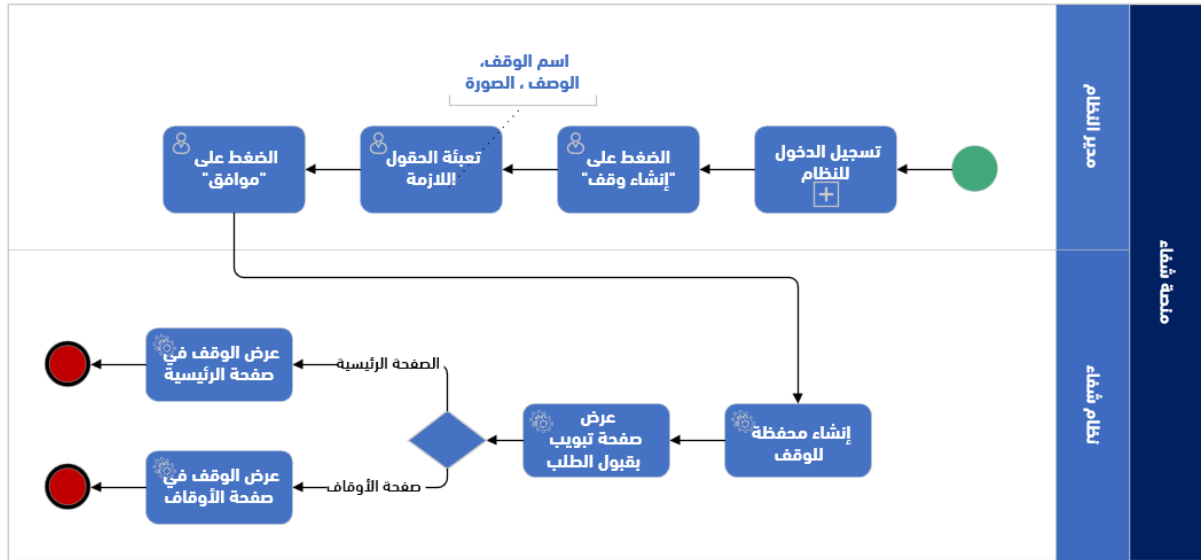 منصة شفاء
مدير النظام
اسم الوقف،
الوصف ، الصورة
تسجيل الدخول
للنظام
الضغط على
"إنشاء وقف"
تعبئة الحقول
اللازمة
الضغط على
"موافق"
نظام شفاء
إنشاء محفظة
للوقف
عرض
صفحة تبويب
بقبول الطلب
الصفحة الرئيسية
عرض الوقف في
صفحة الرئيسية
صفحة الأوقاف
عرض الوقف في
صفحة الأوقاف